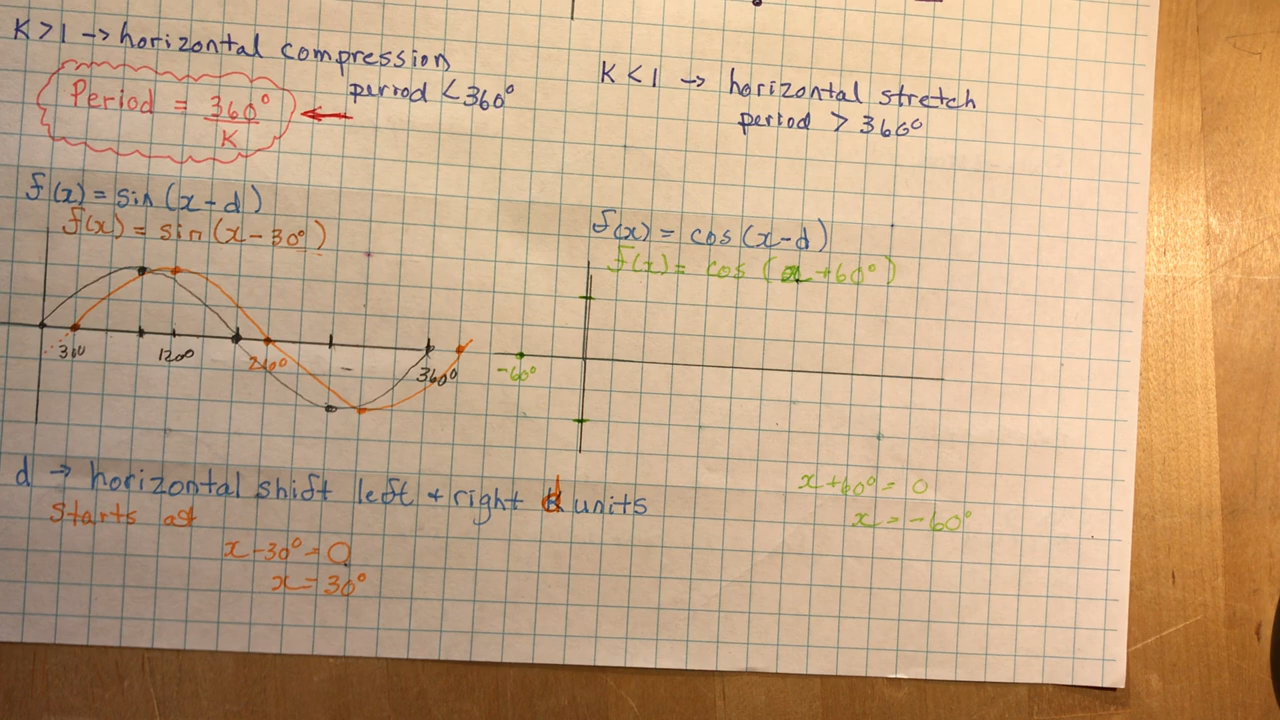 K>1 → horizontal compression
period < 360°
Period = 360°/K
K<1 → horizontal stretch
period > 360°
f(x) = sin(x-d)
f(x) = sin(x-30°)
30° 120° 360°
f(x) = cos(x-d)
f(x) = cos(x+60°)
-60°
d → horizontal shift left + right d units
starts at
x-30° = 0
x = 30°
x+60° = 0
x = -60°